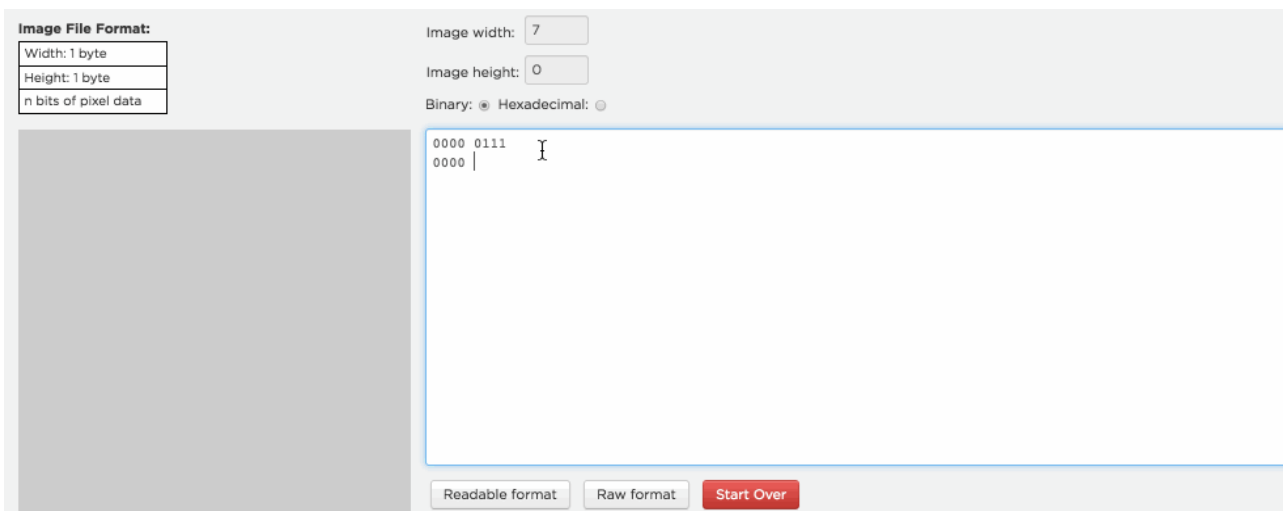 Image File Format:
Width: 1 byte
Height: 1 byte
n bits of pixel data
Image width: 7
Image height: 0
Binary: Hexadecimal:
0000 0111
0000
Readable format Raw format Start Over